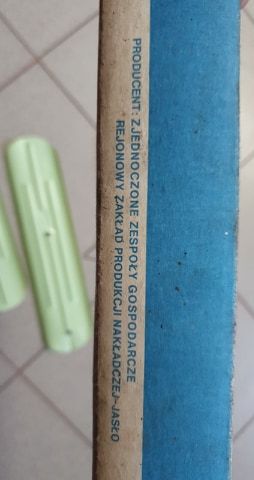 PRODUCENT: ZJEDNOCZONE ZESPOŁY GOSPODARCZE
REJONOWY ZAKŁAD PRODUKCJI NAKŁADCZEJ-JASŁO